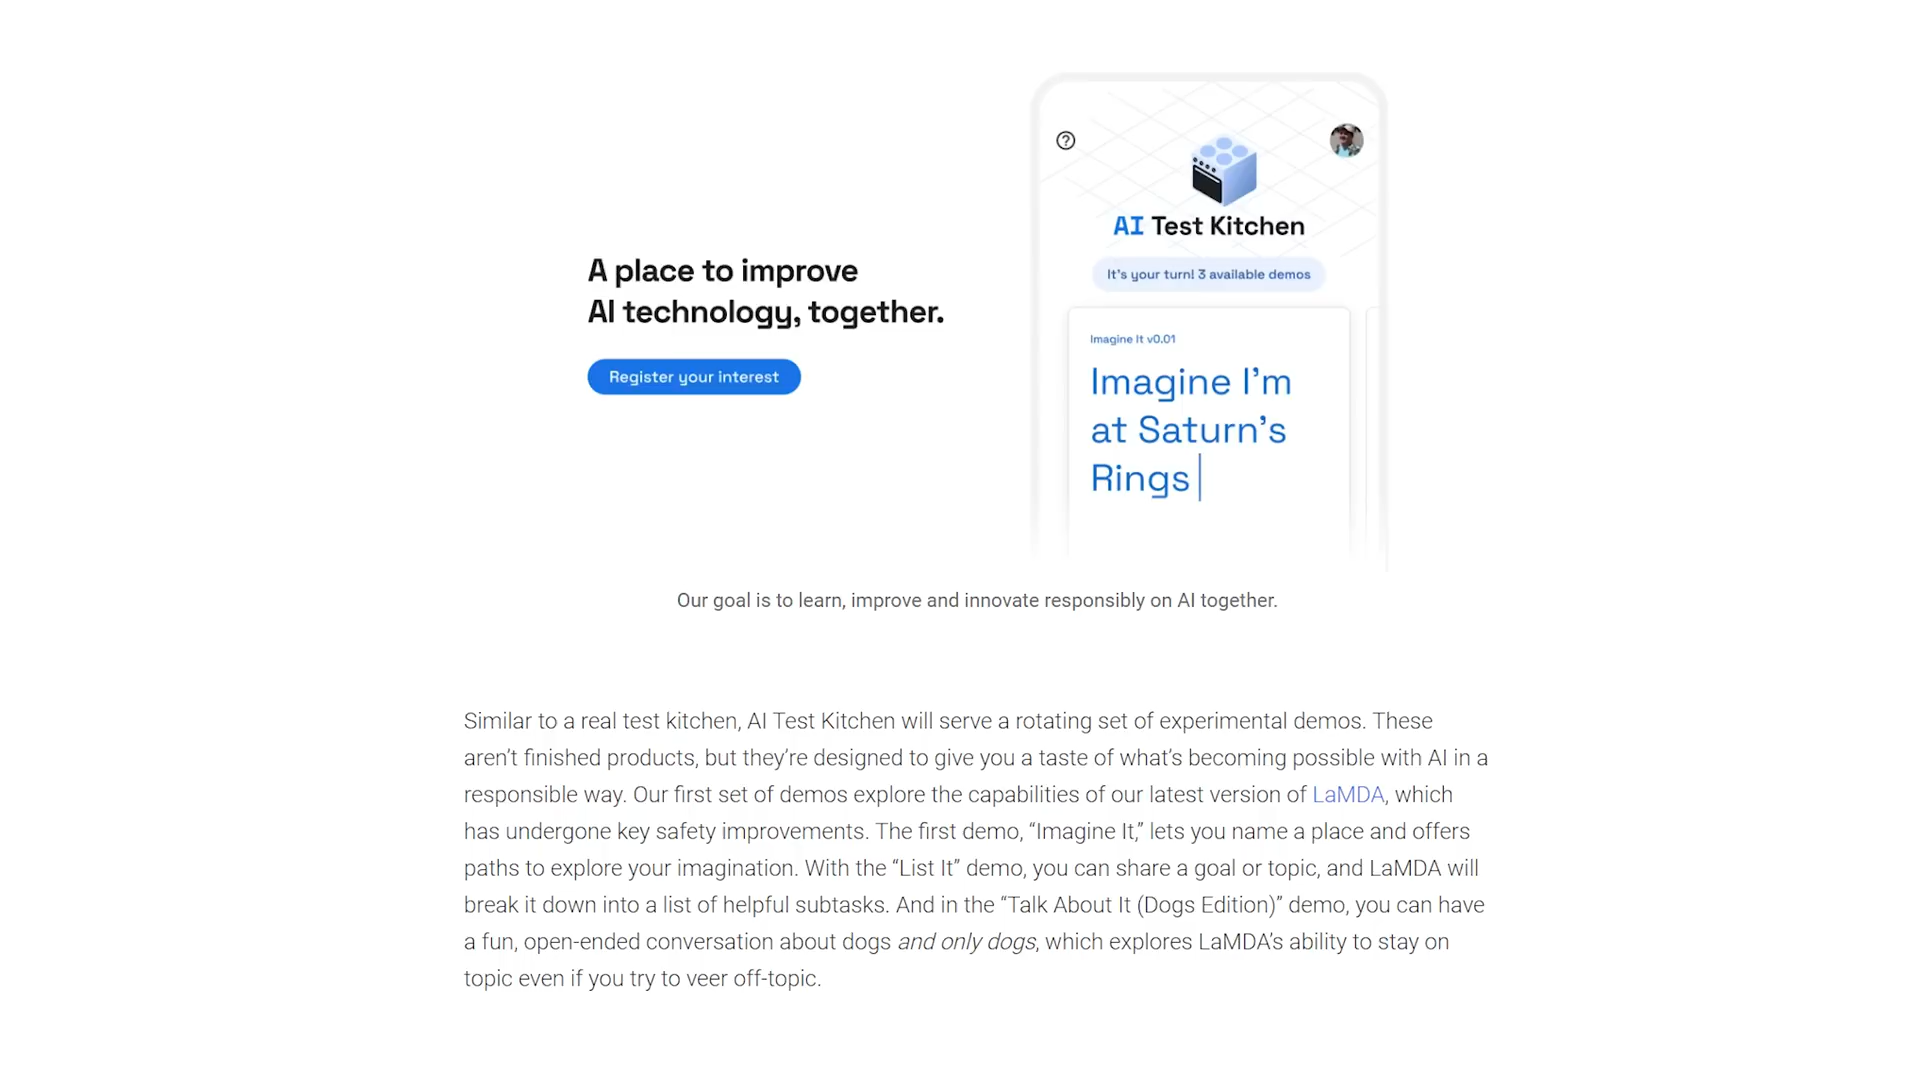 A place to improve
AI technology, together.
Register your interest
AI Test Kitchen
It's your turn! 3 available demos
Imagine It v0.01
Imagine I'm
at Saturn's
Rings
Our goal is to learn, improve and innovate responsibly on AI together.
Similar to a real test kitchen, AI Test Kitchen will serve a rotating set of experimental demos. These
aren't finished products, but they're designed to give you a taste of what's becoming possible with AI in a
responsible way. Our first set of demos explore the capabilities of our latest version of LaMDA, which
has undergone key safety improvements. The first demo, “Imagine It,” lets you name a place and offers
paths to explore your imagination. With the “List It” demo, you can share a goal or topic, and LaMDA will
break it down into a list of helpful subtasks. And in the “Talk About It (Dogs Edition)” demo, you can have
a fun, open-ended conversation about dogs and only dogs, which explores LaMDA's ability to stay on
topic even if you try to veer off-topic.